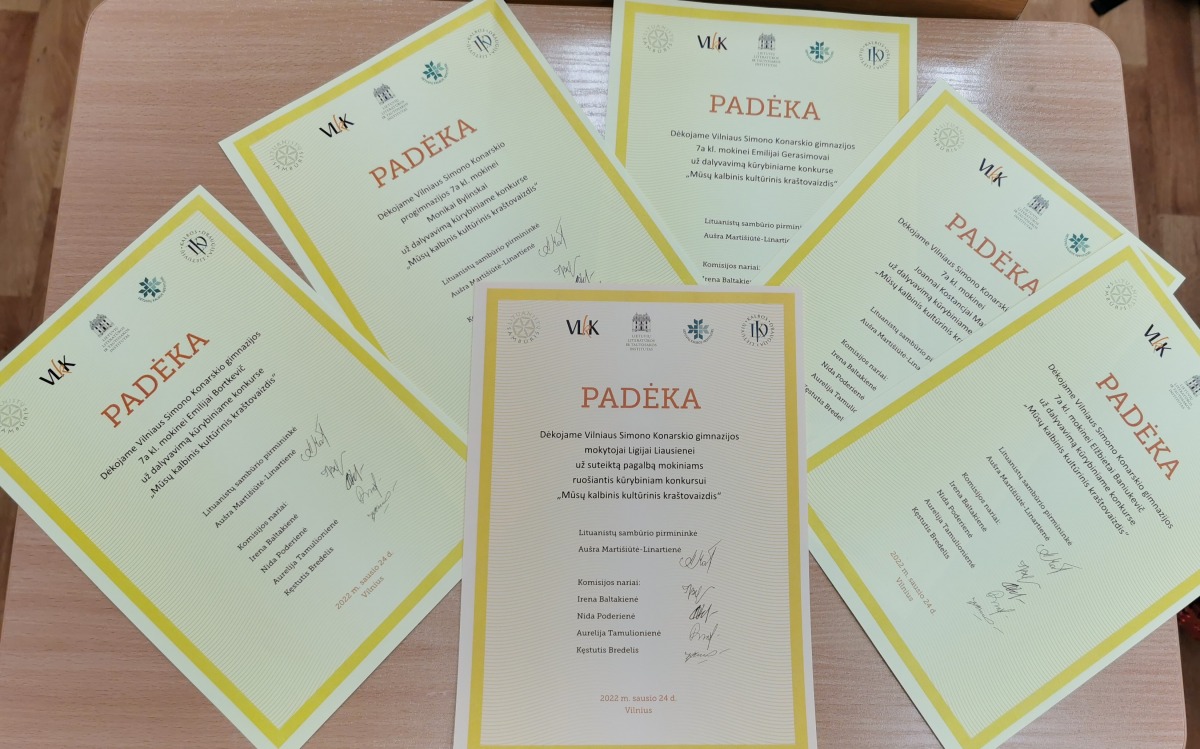 VLKK
PADĖKA
Dėkojame Vilniaus Simono Konarskio gimnazijos
7a kl. mokinei Emilijai Bortkevič
už dalyvavimą kūrybiniame konkurse
„Mūsų kalbinis kultūrinis kraštovaizdis“
Lituanistų sambūrio pirmininkė
Aušra Martišiūtė-Linartienė
Komisijos nariai:
Irena Baltakienė
Nida Poderienė
Aurelija Tamulionienė
Kęstutis Bredelis
2022 m. sausio 24 d.
Vilnius
VLKK
PADĖKA
Dėkojame Vilniaus Simono Konarskio
progimnazijos 7a kl. mokinei
Monikai Bylinskai
už dalyvavimą kūrybiniame konkurse
„Mūsų kalbinis kultūrinis kraštovaizdis“
Lituanistų sambūrio pirmininkė
Aušra Martišiūtė-Linartienė
VLKK
PADĖKA
Dėkojame Vilniaus Simono Konarskio gimnazijos
mokytojai Ligijai Liausienei
už suteiktą pagalbą mokiniams
ruošiantis kūrybiniam konkursui
„Mūsų kalbinis kultūrinis kraštovaizdis“
Lituanistų sambūrio pirmininkė
Aušra Martišiūtė-Linartienė
Komisijos nariai:
Irena Baltakienė
Nida Poderienė
Aurelija Tamulionienė
Kęstutis Bredelis
2022 m. sausio 24 d.
Vilnius
VLKK
PADĖKA
Dėkojame Vilniaus Simono Konarskio gimnazijos
7a kl. mokinei Emilijai Gerasimovai
už dalyvavimą kūrybiniame konkurse
„Mūsų kalbinis kultūrinis kraštovaizdis“
Lituanistų sambūrio pirmininkė
Aušra Martišiūtė-Linartie
Komisijos nariai:
Irena Baltakienė
VLKK
PADĖKA
Dėkojame Vilniaus Simono Konarski
7a kl. mokinei
Joannai Kostancjai Ma
už dalyvavimą kūrybiniame
„Mūsų kalbinis kultūrinis kr
Lituanistų sambūrio pi
Aušra Martišiūtė-Lina
Komisijos nariai:
Irena Baltakienė
Nida Poderienė
Aurelija Tamulic
Kęstutis Bredel
VLKK
PADĖKA
Dėkojame Vilniaus Simono Konarskio gimnazijos
7a kl. mokinei Elžbietai Baniukevič
už dalyvavimą kūrybiniame konkurse
„Mūsų kalbinis kultūrinis kraštovaizdis“
Lituanistų sambūrio pirmininkė
Aušra Martišiūtė-Linartienė
Komisijos nariai:
Irena Baltakienė
Nida Poderienė
Aurelija Tamulionienė
Kęstutis Bredelis
2022 m. sausio 24 d.
Vilnius